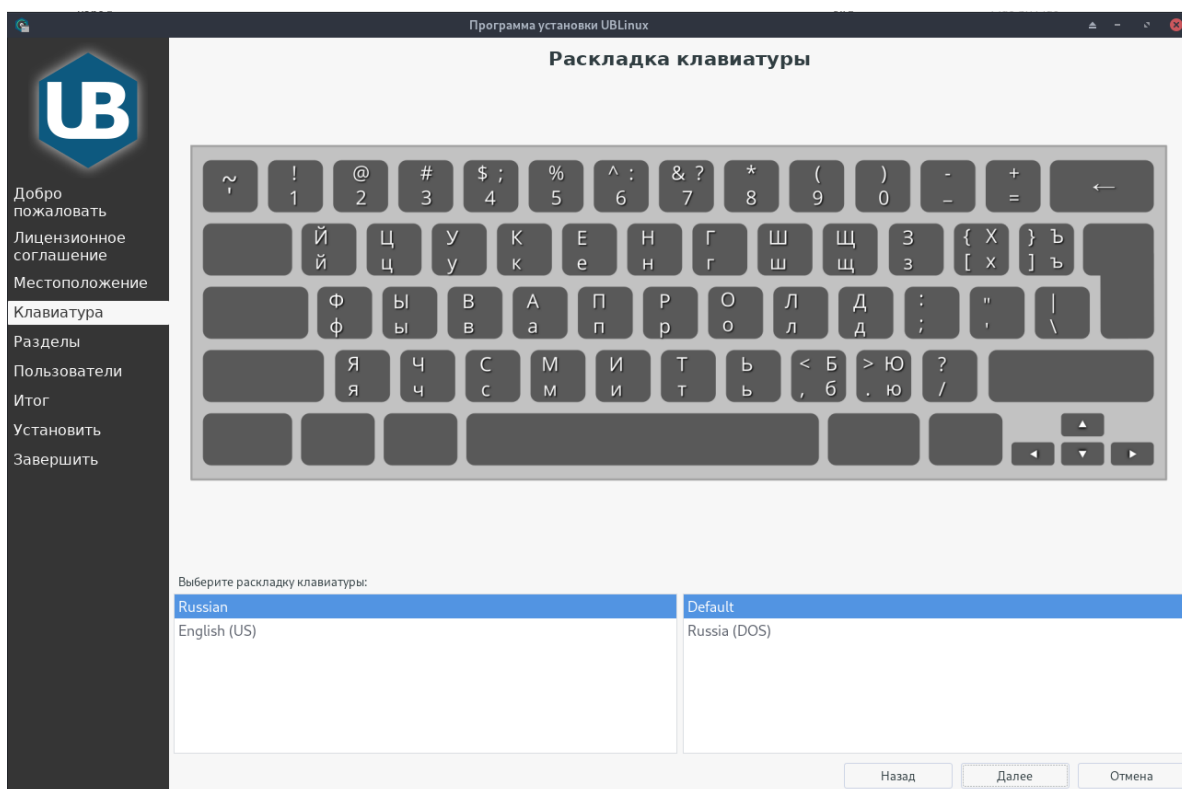 Программа установки UBLinux
UB
Добро
пожаловать
Лицензионное
соглашение
Местоположение
Клавиатура
Разделы
Пользователи
Итог
Установить
Завершить
Раскладка клавиатуры
~ ! @ # $ ; % ^ : & ? * ( ) - +
' 1 2 3 4 5 6 7 8 9 0 _ = ←
Й Ц У К Е Н Г Ш Щ З { Х } Ъ
й ц у к е н г ш щ з [ х ] ъ
Ф Ы В А П Р О Л Д : " |
ф ы в а п р о л д ; ' \
Я Ч С М И Т Ь < Б > Ю ?
я ч с м и т ь , б . ю /
Выберите раскладку клавиатуры:
Russian
English (US)
Default
Russia (DOS)
Назад
Далее
Отмена